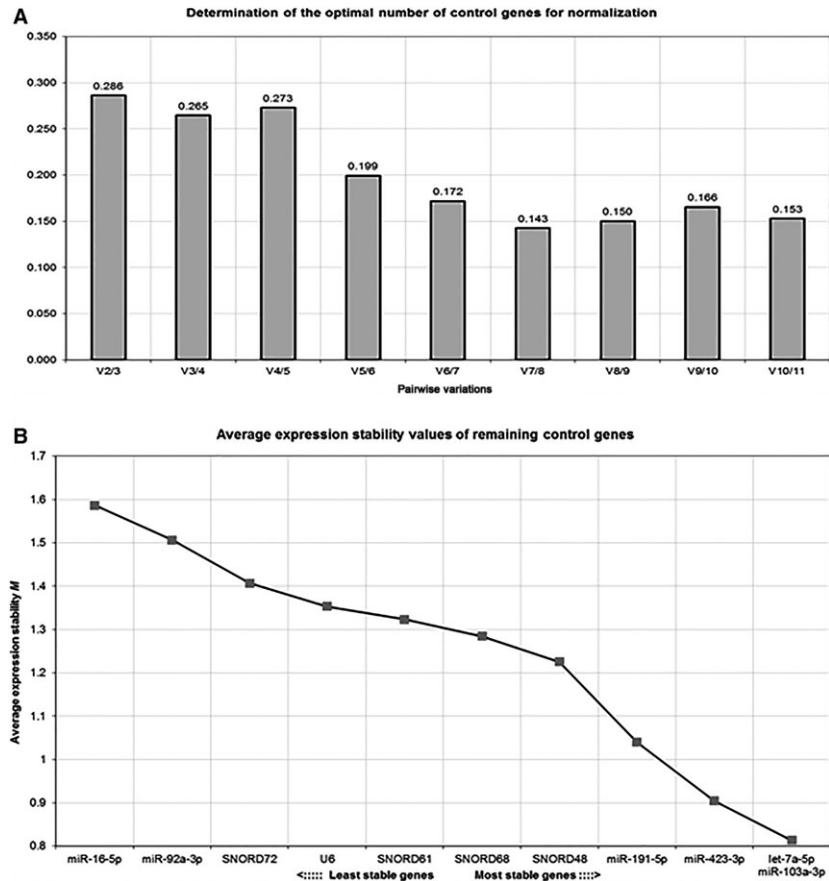 A
Determination of the optimal number of control genes for normalization
0.350
0.300
0.250
0.200
0.150
0.100
0.050
0.000
0.286
0.265
0.273
0.199
0.172
0.143
0.150
0.166
0.153
V2/3 V3/4 V4/5 V5/6 V6/7 V7/8 V8/9 V9/10 V10/11
Pairwise variations
B
Average expression stability values of remaining control genes
Average expression stability M
1.7
1.6
1.5
1.4
1.3
1.2
1.1
1
0.9
0.8
miR-16-5p miR-92a-3p SNORD72 U6 SNORD61 SNORD68 SNORD48 miR-191-5p miR-423-3p let-7a-5p
miR-103a-3p
<::::: Least stable genes Most stable genes ::::>